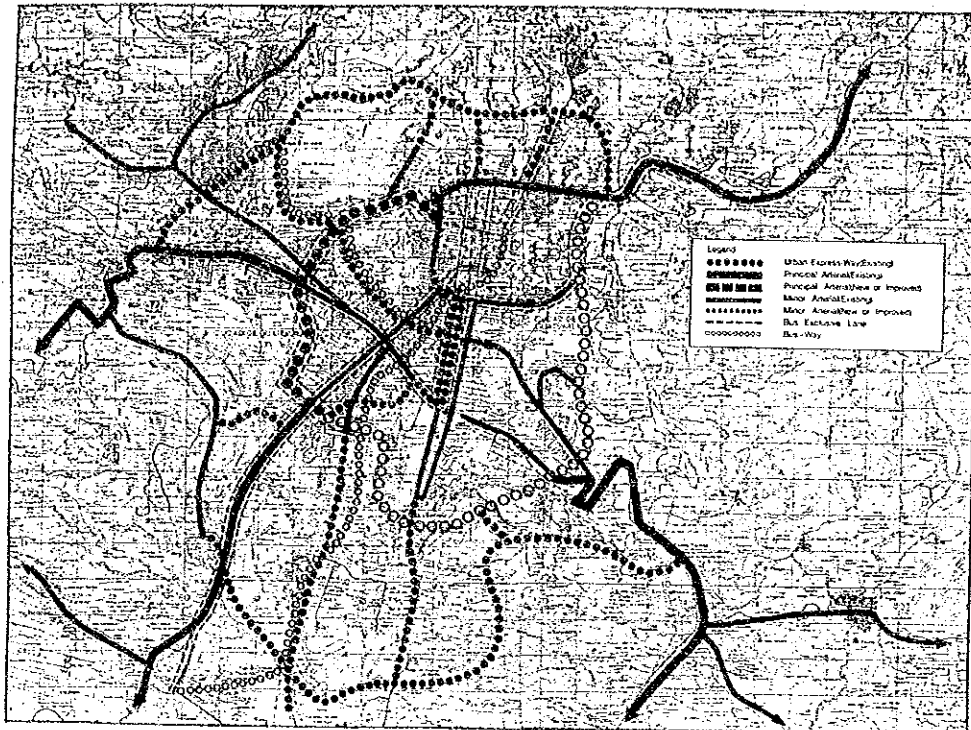 Legend
Urban Express-Way(Existing)
Principal Arterial(Existing)
Principal Arterial(New or Improved)
Minor Arterial(Existing)
Minor Arterial(New or Improved)
Bus Exclusive Lane
Bus-Way